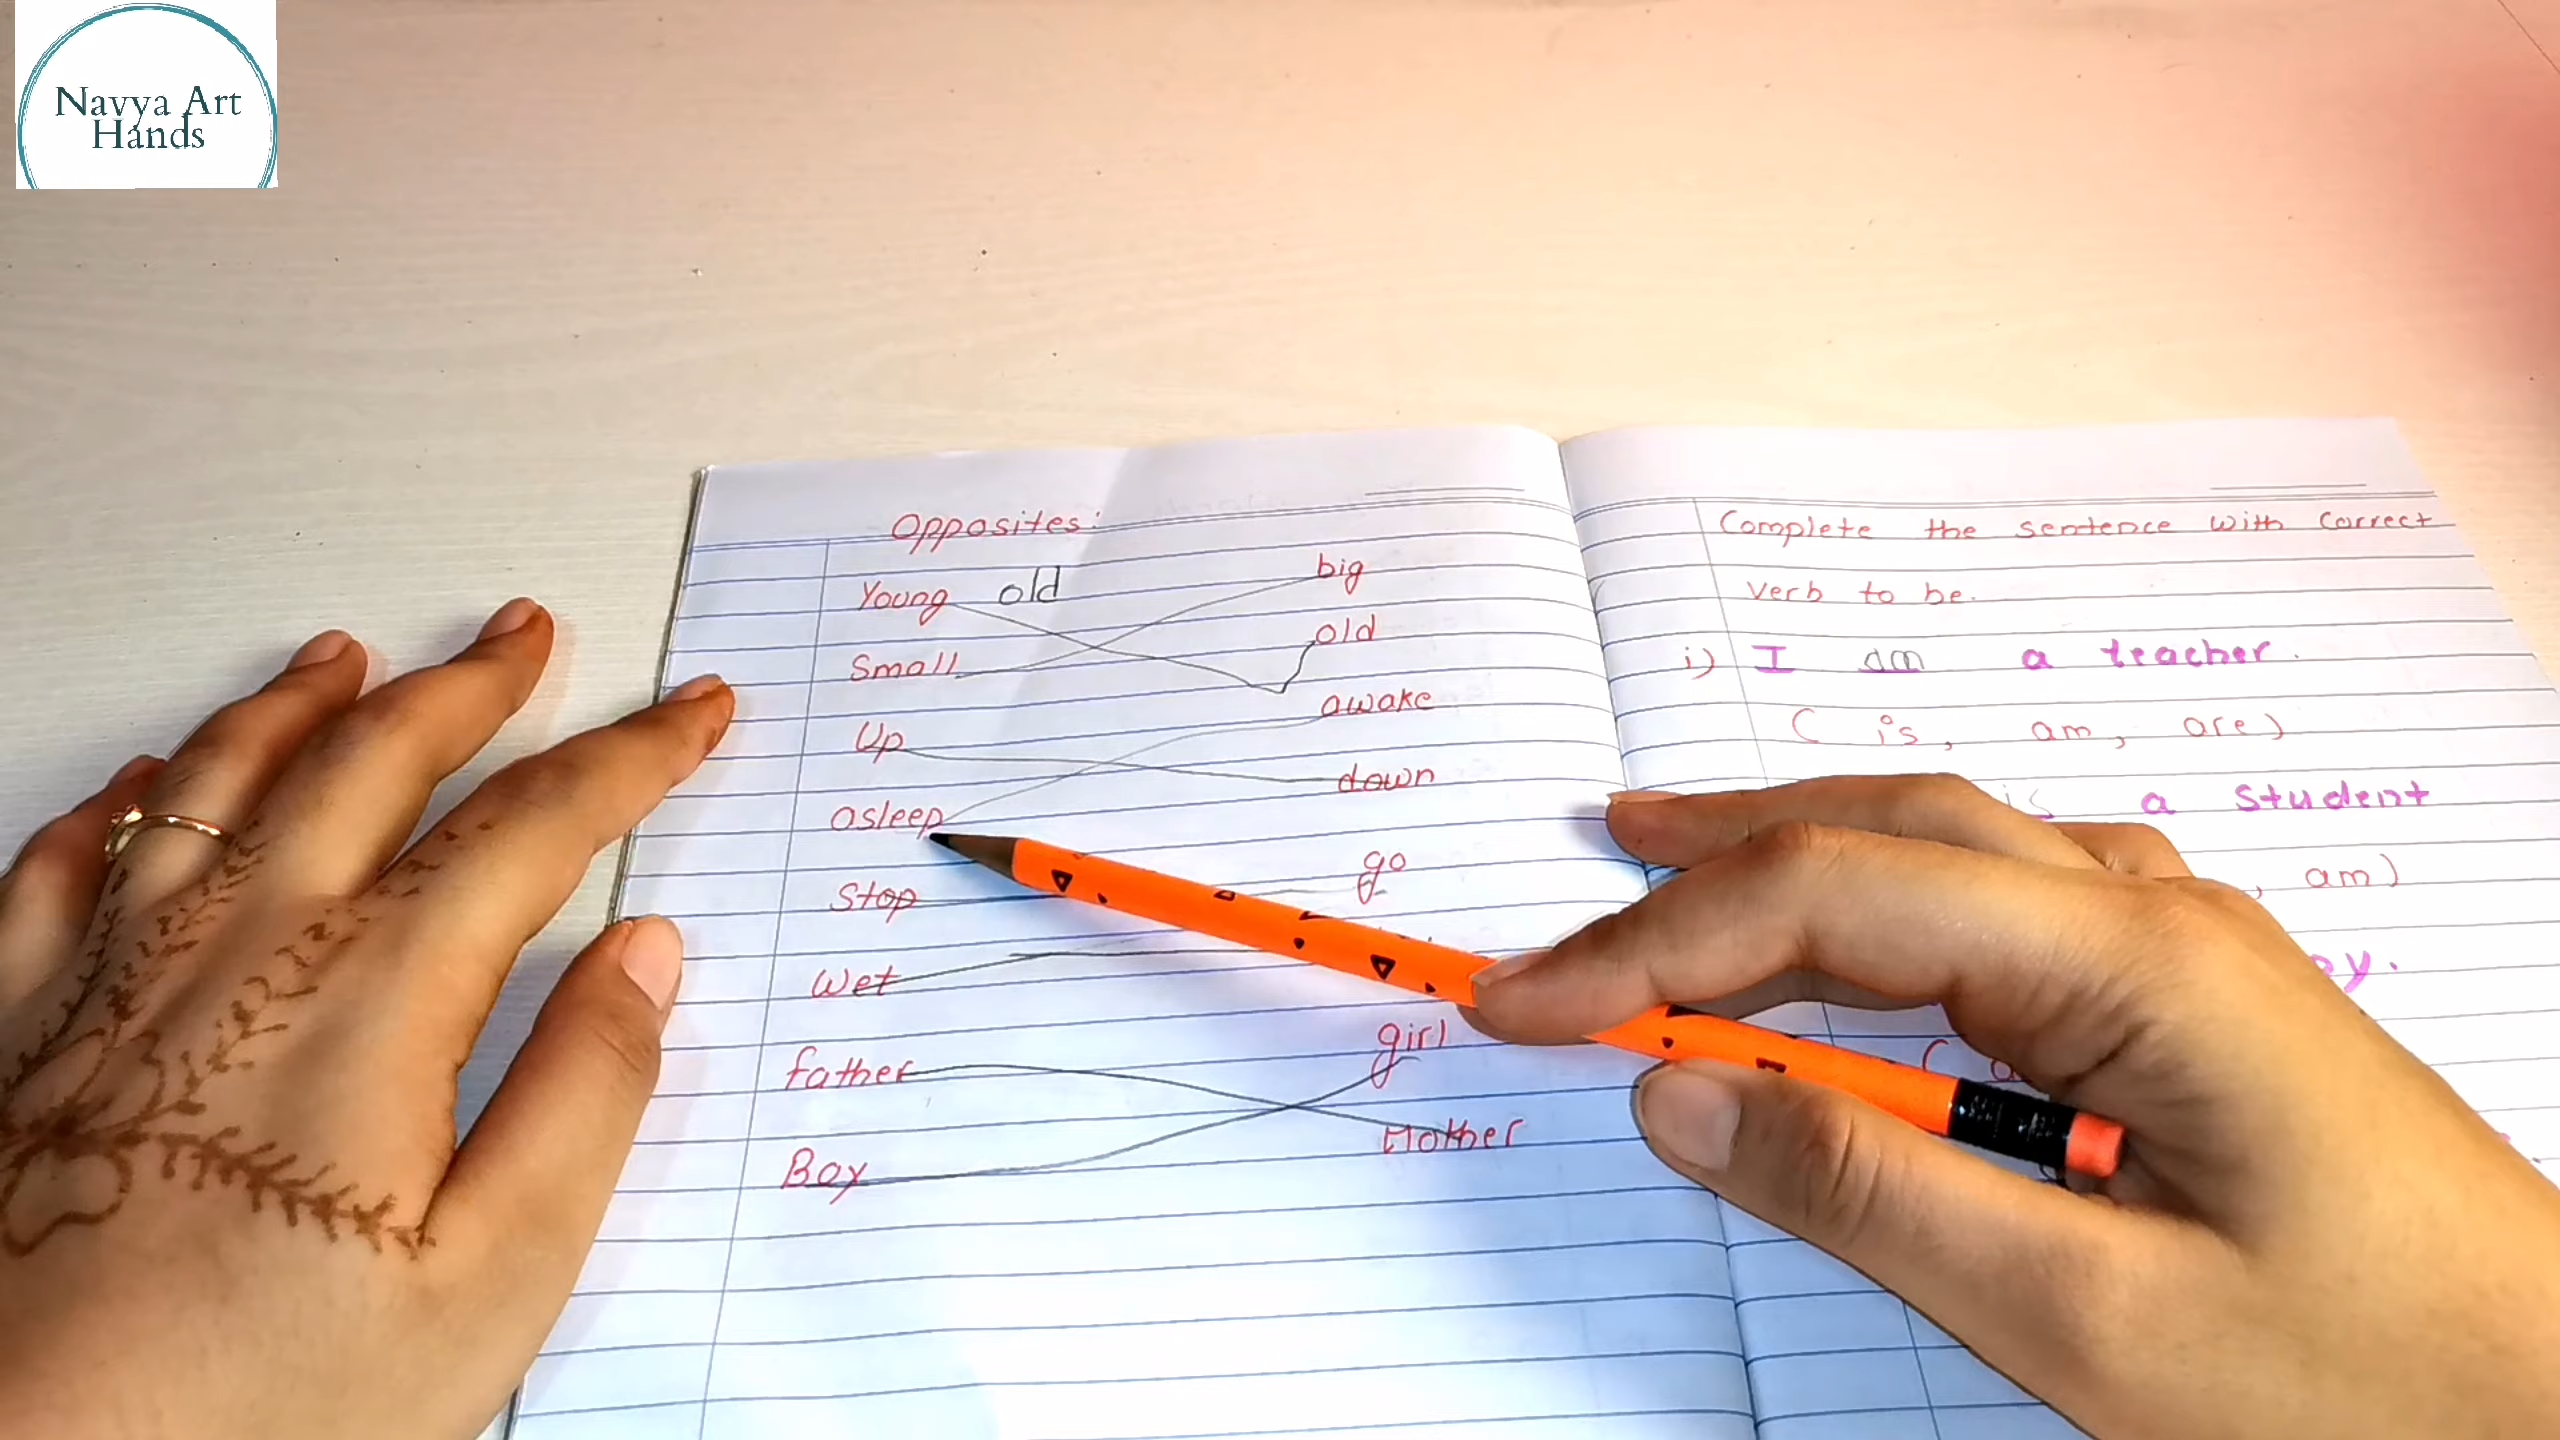 Navya Art
Hands
Opposites:
Young old big
Small old
Up awake
asleep down
Stop go
Wet
father girl
Boy Mother
Complete the sentence with correct
verb to be.
i) I am a teacher.
( is, am, are)
is a student
, am)
oy.
(